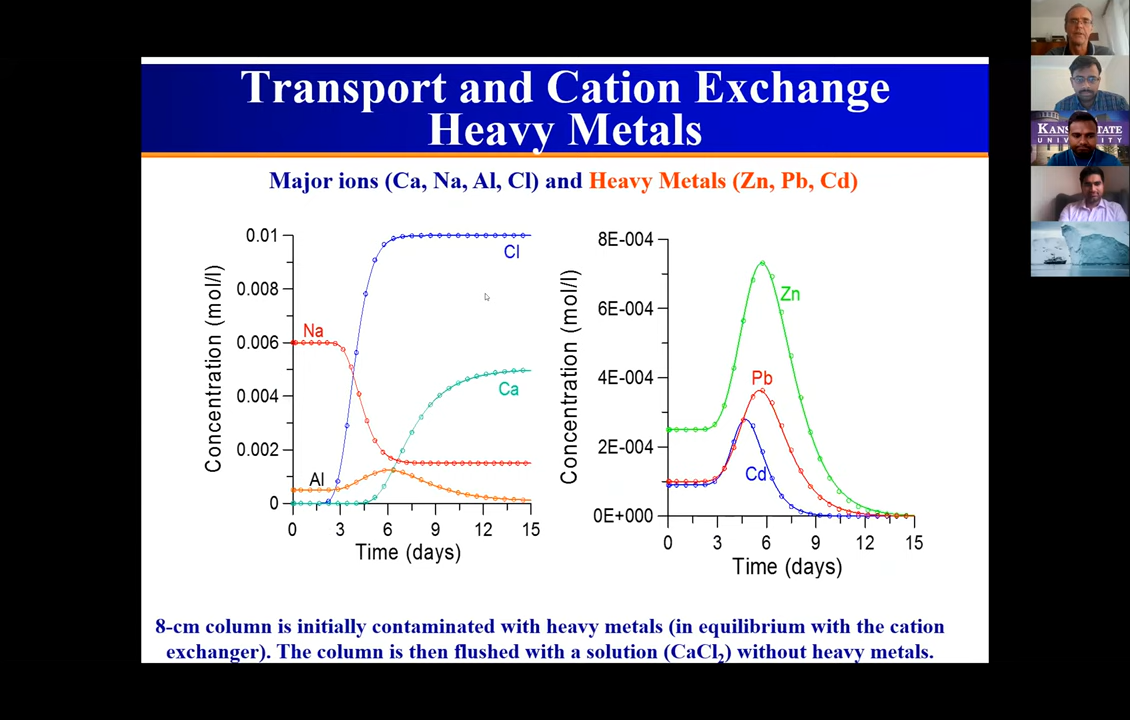 Transport and Cation Exchange
Heavy Metals
Major ions (Ca, Na, Al, Cl) and Heavy Metals (Zn, Pb, Cd)
Concentration (mol/l)
0.01
0.008
0.006
0.004
0.002
0
Cl
Na
Ca
Al
0 3 6 9 12 15
Time (days)
Concentration (mol/l)
8E-004
6E-004
4E-004
2E-004
0E+000
Zn
Pb
Cd
0 3 6 9 12 15
Time (days)
8-cm column is initially contaminated with heavy metals (in equilibrium with the cation
exchanger). The column is then flushed with a solution (CaCl₂) without heavy metals.